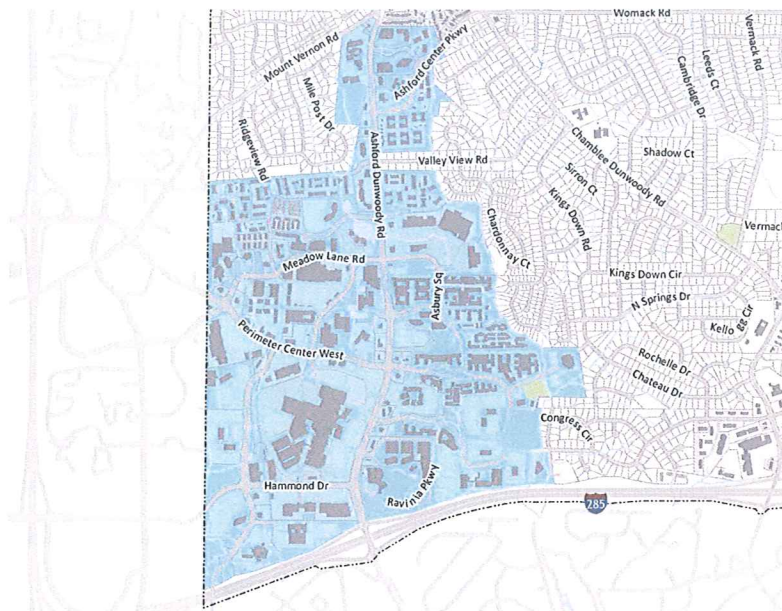 Womack Rd
Mount Vernon Rd
Ashford Center Pkwy
Leeds Ct
Vermack Rd
Cambridge Dr
Mile Post Dr
Ridgeview Rd
Ashford Dunwoody Rd
Valley View Rd
Chamblee Dunwoody Rd
Shadow Ct
Sirron Ct
Kings Down Rd
Chardonnay Ct
Vermack
Meadow Lane Rd
Asbury Sq
Kings Down Cir
N Springs Dr
Kellogg Cir
Perimeter Center West
Rochelle Dr
Chateau Dr
Congress Cir
Hammond Dr
Ravinia Pkwy
285